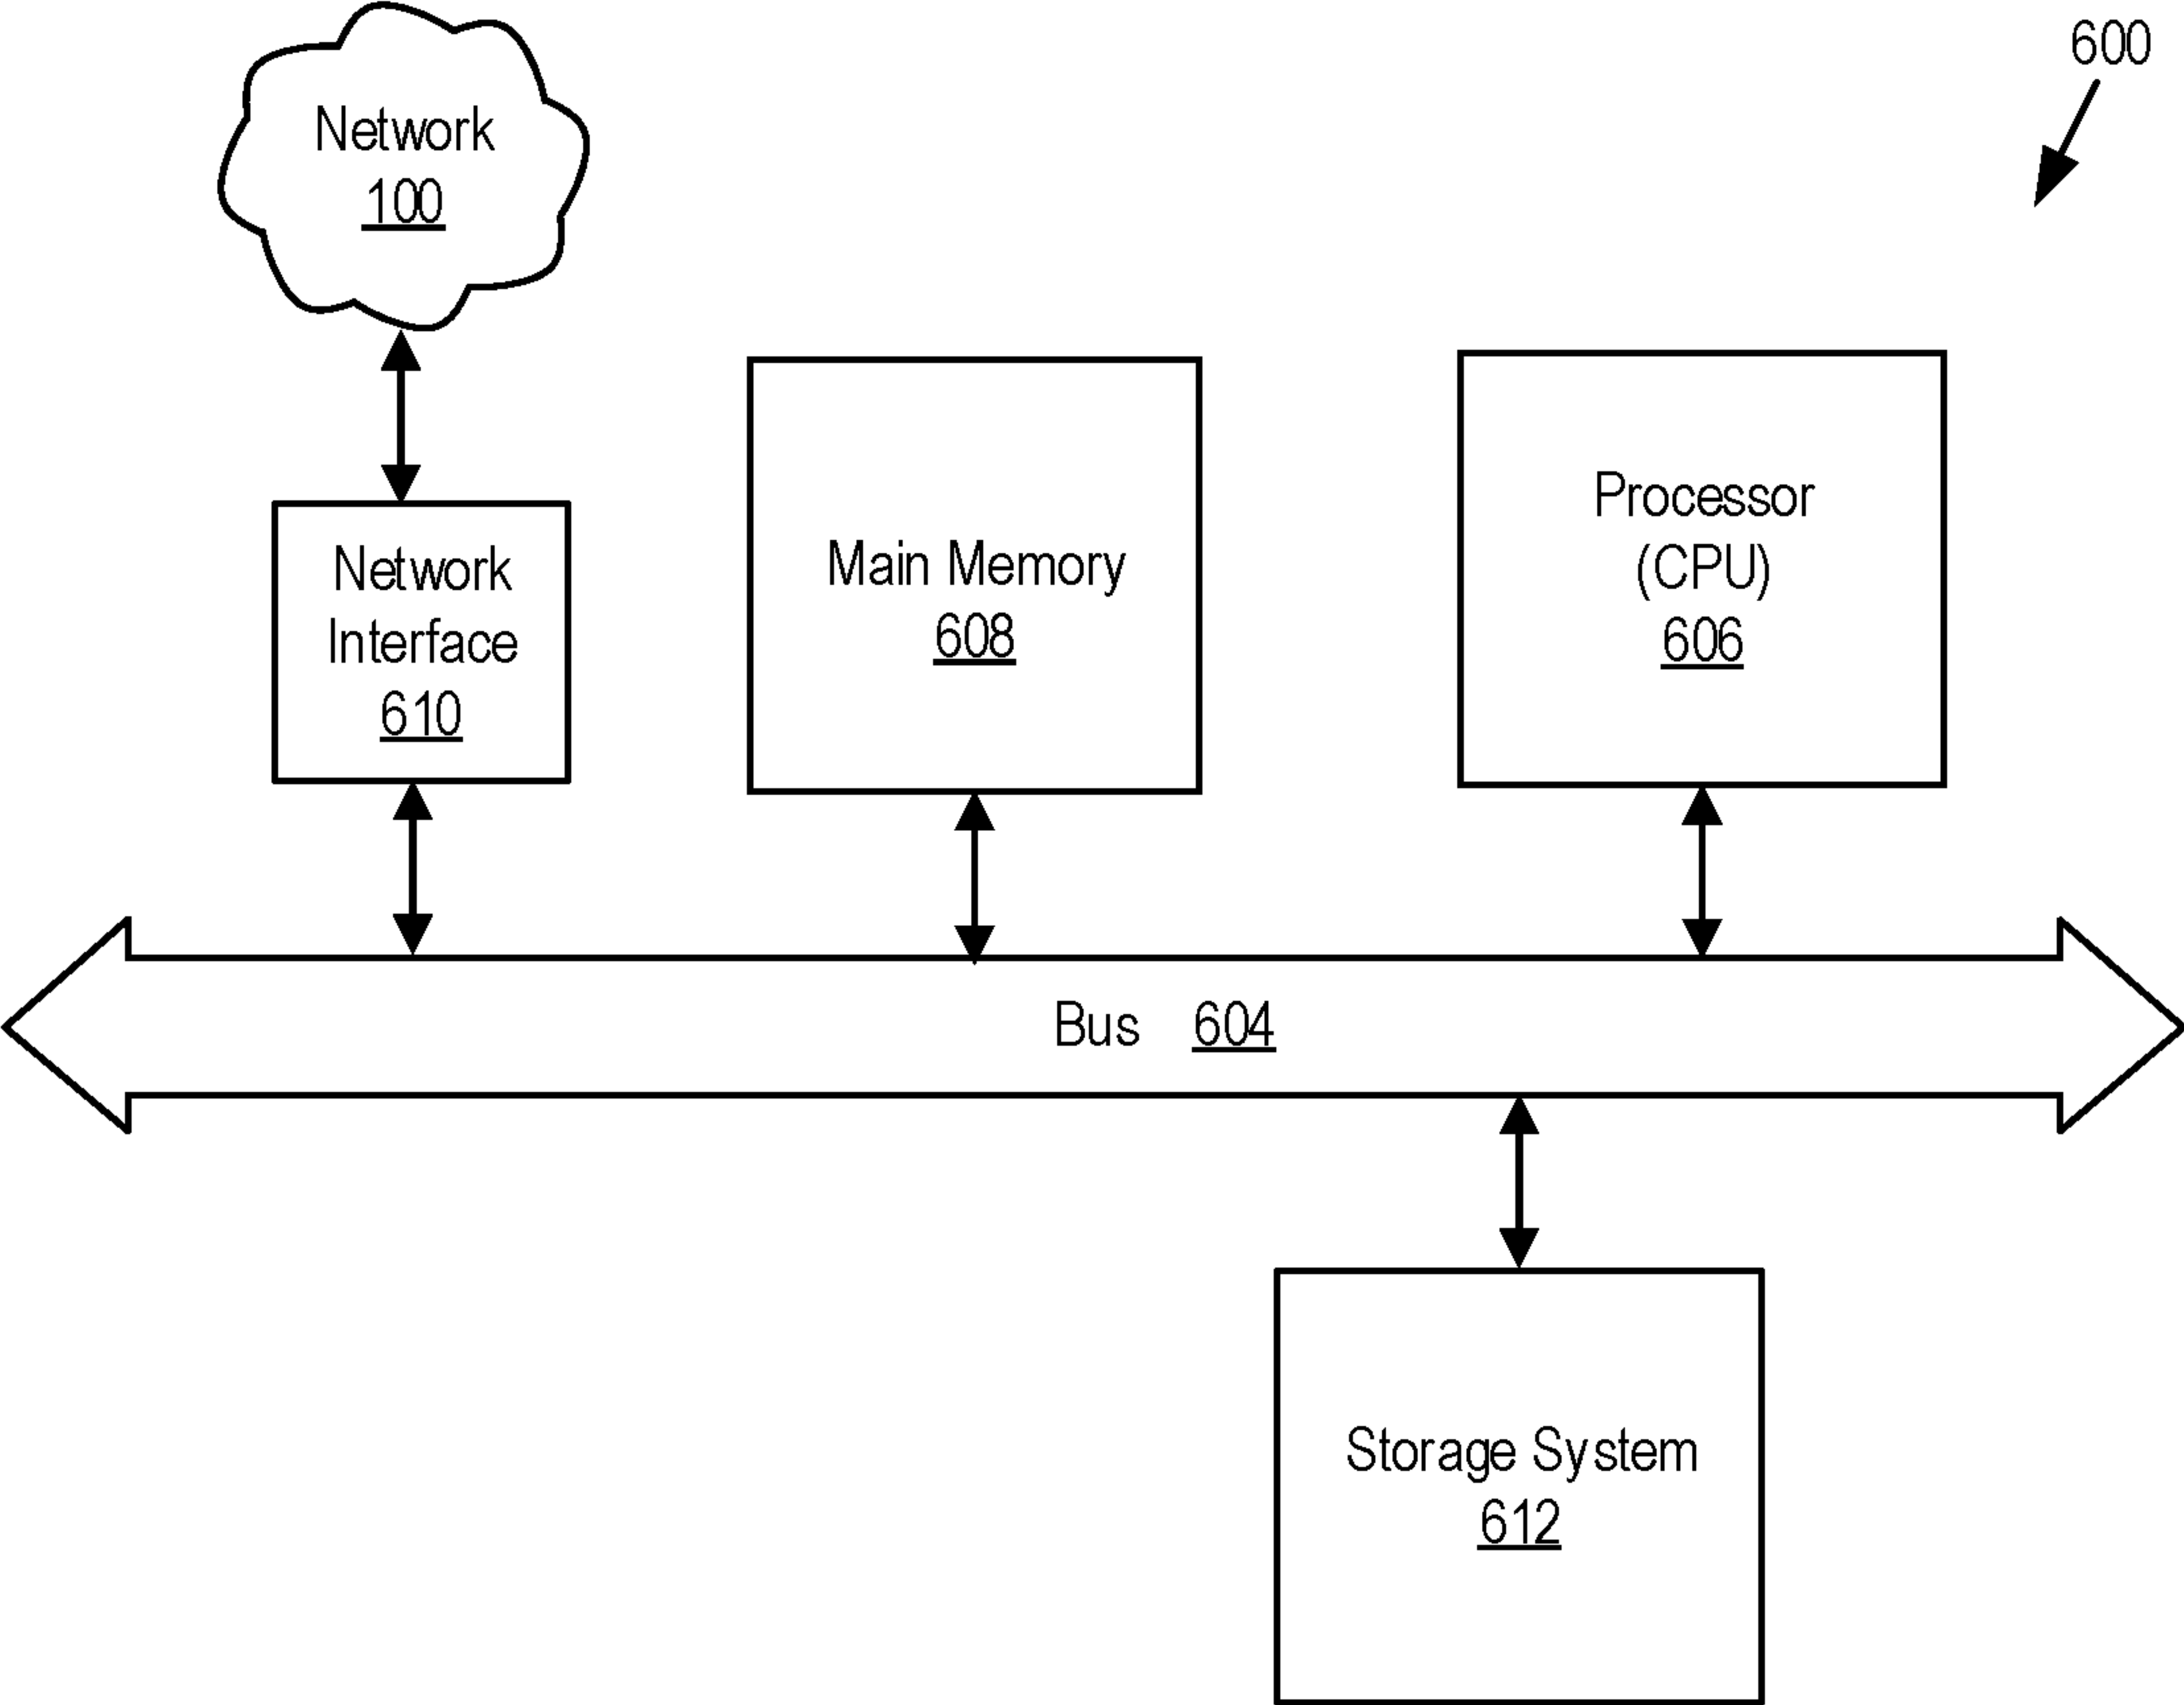 600
Network
100
Network
Interface
610
Main Memory
608
Processor
(CPU)
606
Bus 604
Storage System
612